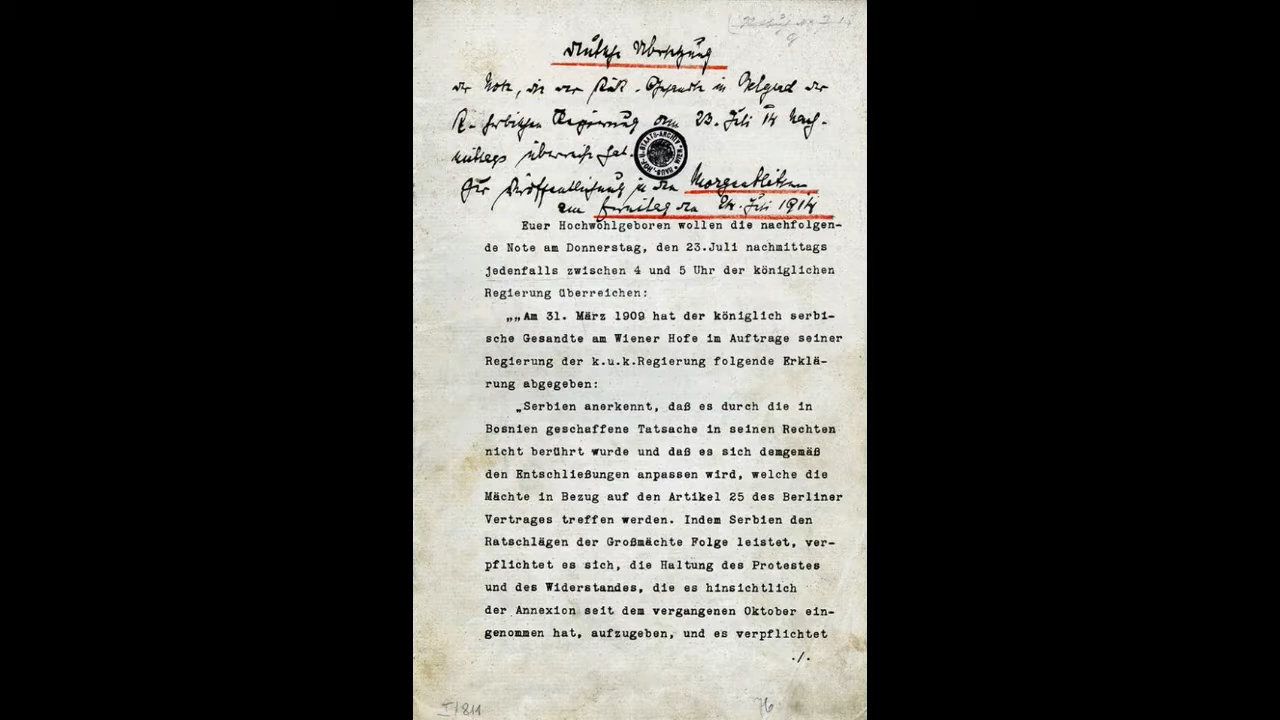 Deutsche Übersetzung
der Note, die der K.u.K. Gesandte in Belgrad der
K. serbischen Regierung am 23. Juli 14 nach-
mittags überreicht hat.
Zur Veröffentlichung in den Morgenblättern
am Freitag den 24. Juli 1914
HAUS-, HOF- U. STAATS-ARCHIV WIEN
Euer Hochwohlgeboren wollen die nachfolgen-
de Note am Donnerstag, den 23.Juli nachmittags
jedenfalls zwischen 4 und 5 Uhr der königlichen
Regierung überreichen:
„„Am 31. März 1909 hat der königlich serbi-
sche Gesandte am Wiener Hofe im Auftrage seiner
Regierung der k.u.k.Regierung folgende Erklä-
rung abgegeben:
„Serbien anerkennt, daß es durch die in
Bosnien geschaffene Tatsache in seinen Rechten
nicht berührt wurde und daß es sich demgemäß
den Entschließungen anpassen wird, welche die
Mächte in Bezug auf den Artikel 25 des Berliner
Vertrages treffen werden. Indem Serbien den
Ratschlägen der Großmächte Folge leistet, ver-
pflichtet es sich, die Haltung des Protestes
und des Widerstandes, die es hinsichtlich
der Annexion seit dem vergangenen Oktober ein-
genommen hat, aufzugeben, und es verpflichtet
./.
I/811 76